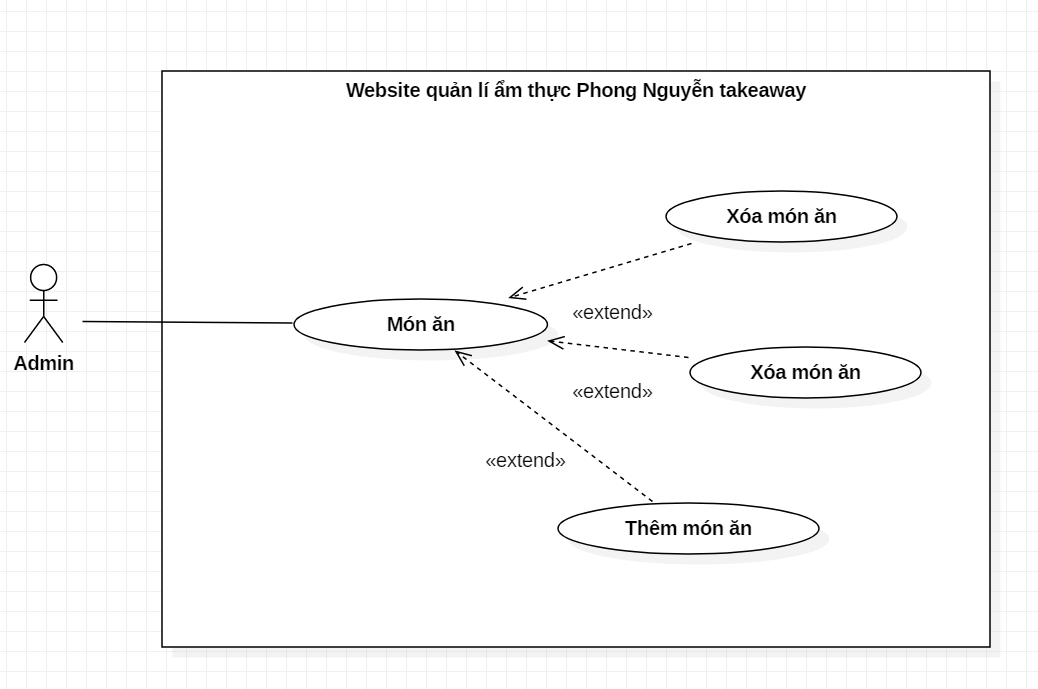 Website quản lí ẩm thực Phong Nguyễn takeaway
Xóa món ăn
«extend»
Món ăn
Admin
Xóa món ăn
«extend»
«extend»
Thêm món ăn